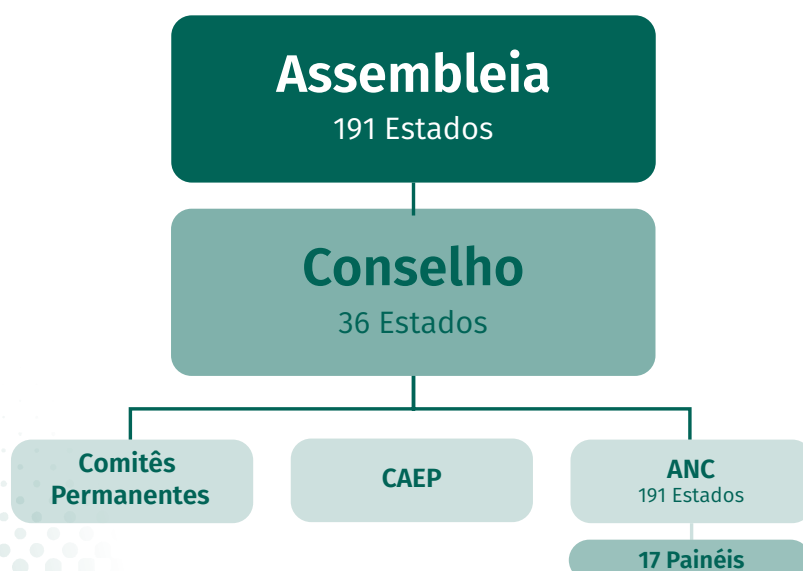 Assembleia
191 Estados
Conselho
36 Estados
Comitês
Permanentes
CAEP
ANC
191 Estados
17 Painéis